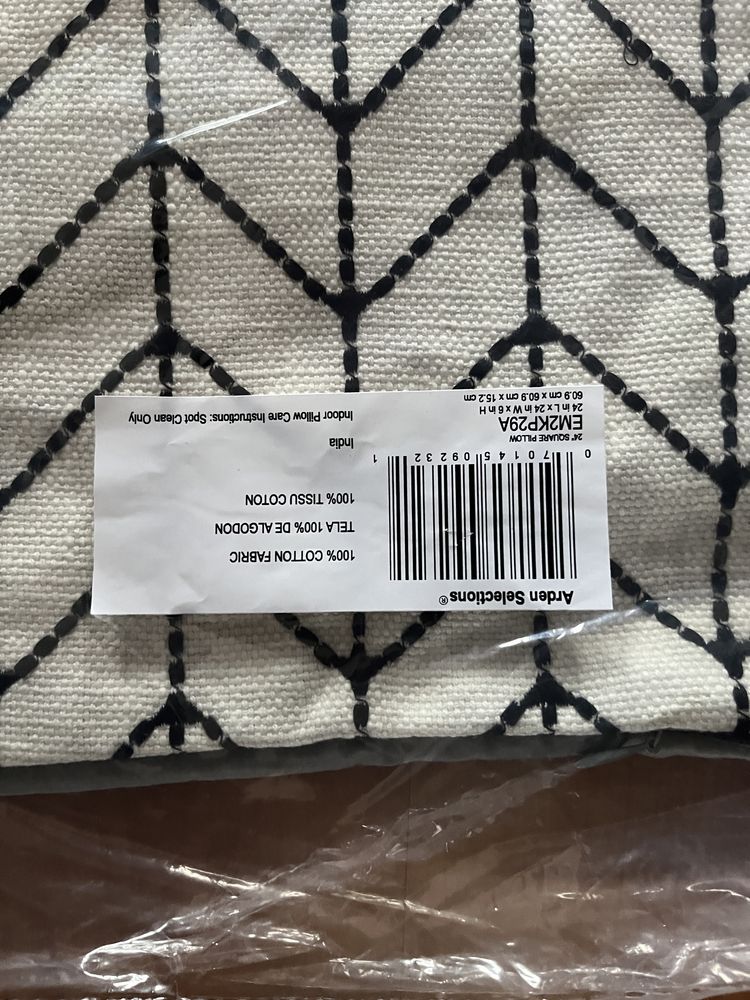 Arden Selections®
0 70145 09232 1
24" SQUARE PILLOW
EM2KP29A
24 in L x 24 in W x 6 in H
60.9 cm x 60.9 cm x 15.2 cm
100% COTTON FABRIC
TELA 100% DE ALGODON
100% TISSU COTON
India
Indoor Pillow Care Instructions: Spot Clean Only